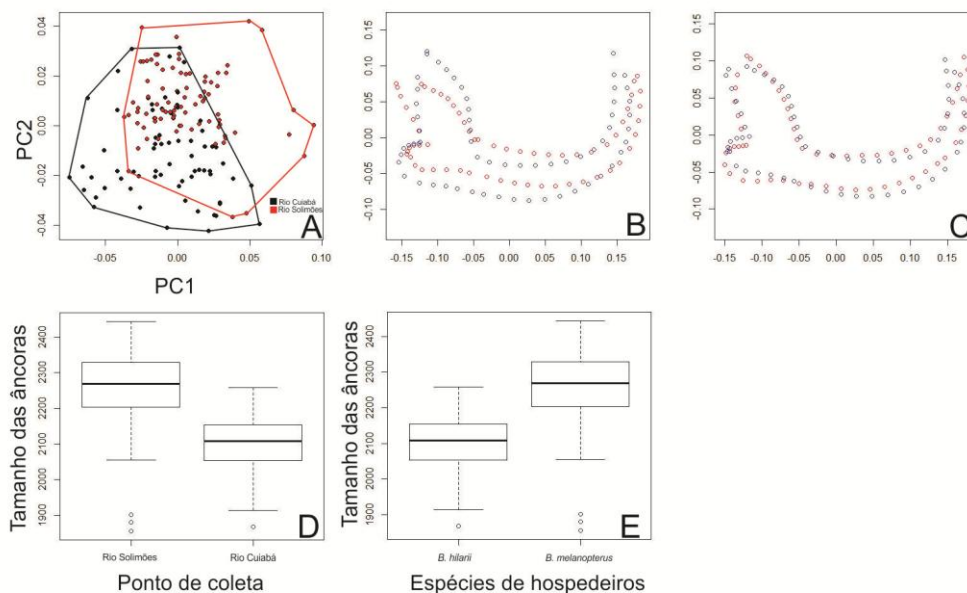 0.04
0.02
0.00
-0.02
-0.04
PC2
-0.05 0.00 0.05 0.10
PC1
Rio Cuiabá
Rio Solimões
A
0.10
0.05
0.00
-0.05
-0.10
-0.15 -0.10 -0.05 0.00 0.05 0.10 0.15
B
0.10
0.05
0.00
-0.05
-0.10
-0.15 -0.10 -0.05 0.00 0.05 0.10 0.15
C
Tamanho das âncoras
2400
2300
2200
2100
2000
1900
D
Rio Solimões Rio Cuiabá
Ponto de coleta
Tamanho das âncoras
2400
2300
2200
2100
2000
1900
E
B. hilarii B. melanopterus
Espécies de hospedeiros